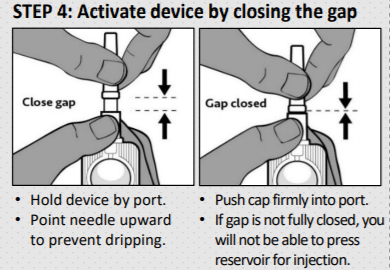 STEP 4: Activate device by closing the gap
Close gap
Gap closed
• Hold device by port.
• Point needle upward
to prevent dripping.
• Push cap firmly into port.
• If gap is not fully closed, you
will not be able to press
reservoir for injection.